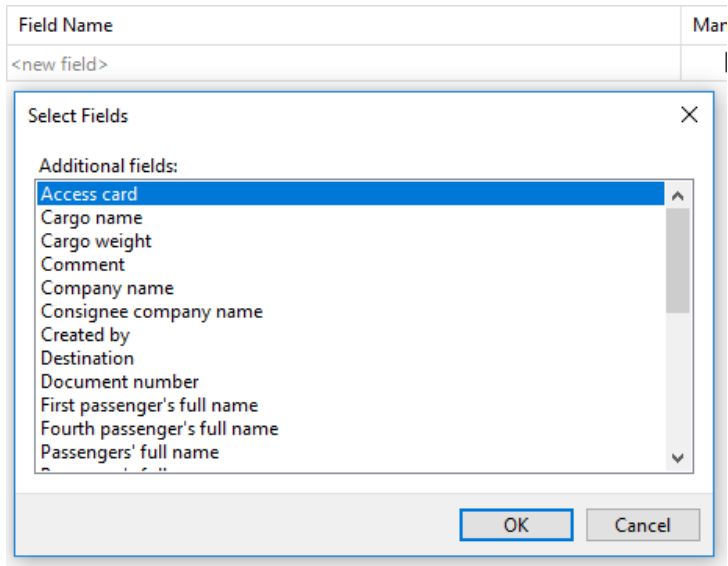 Field Name Man
<new field>
Select Fields
Additional fields:
Access card
Cargo name
Cargo weight
Comment
Company name
Consignee company name
Created by
Destination
Document number
First passenger's full name
Fourth passenger's full name
Passengers' full name
OK Cancel